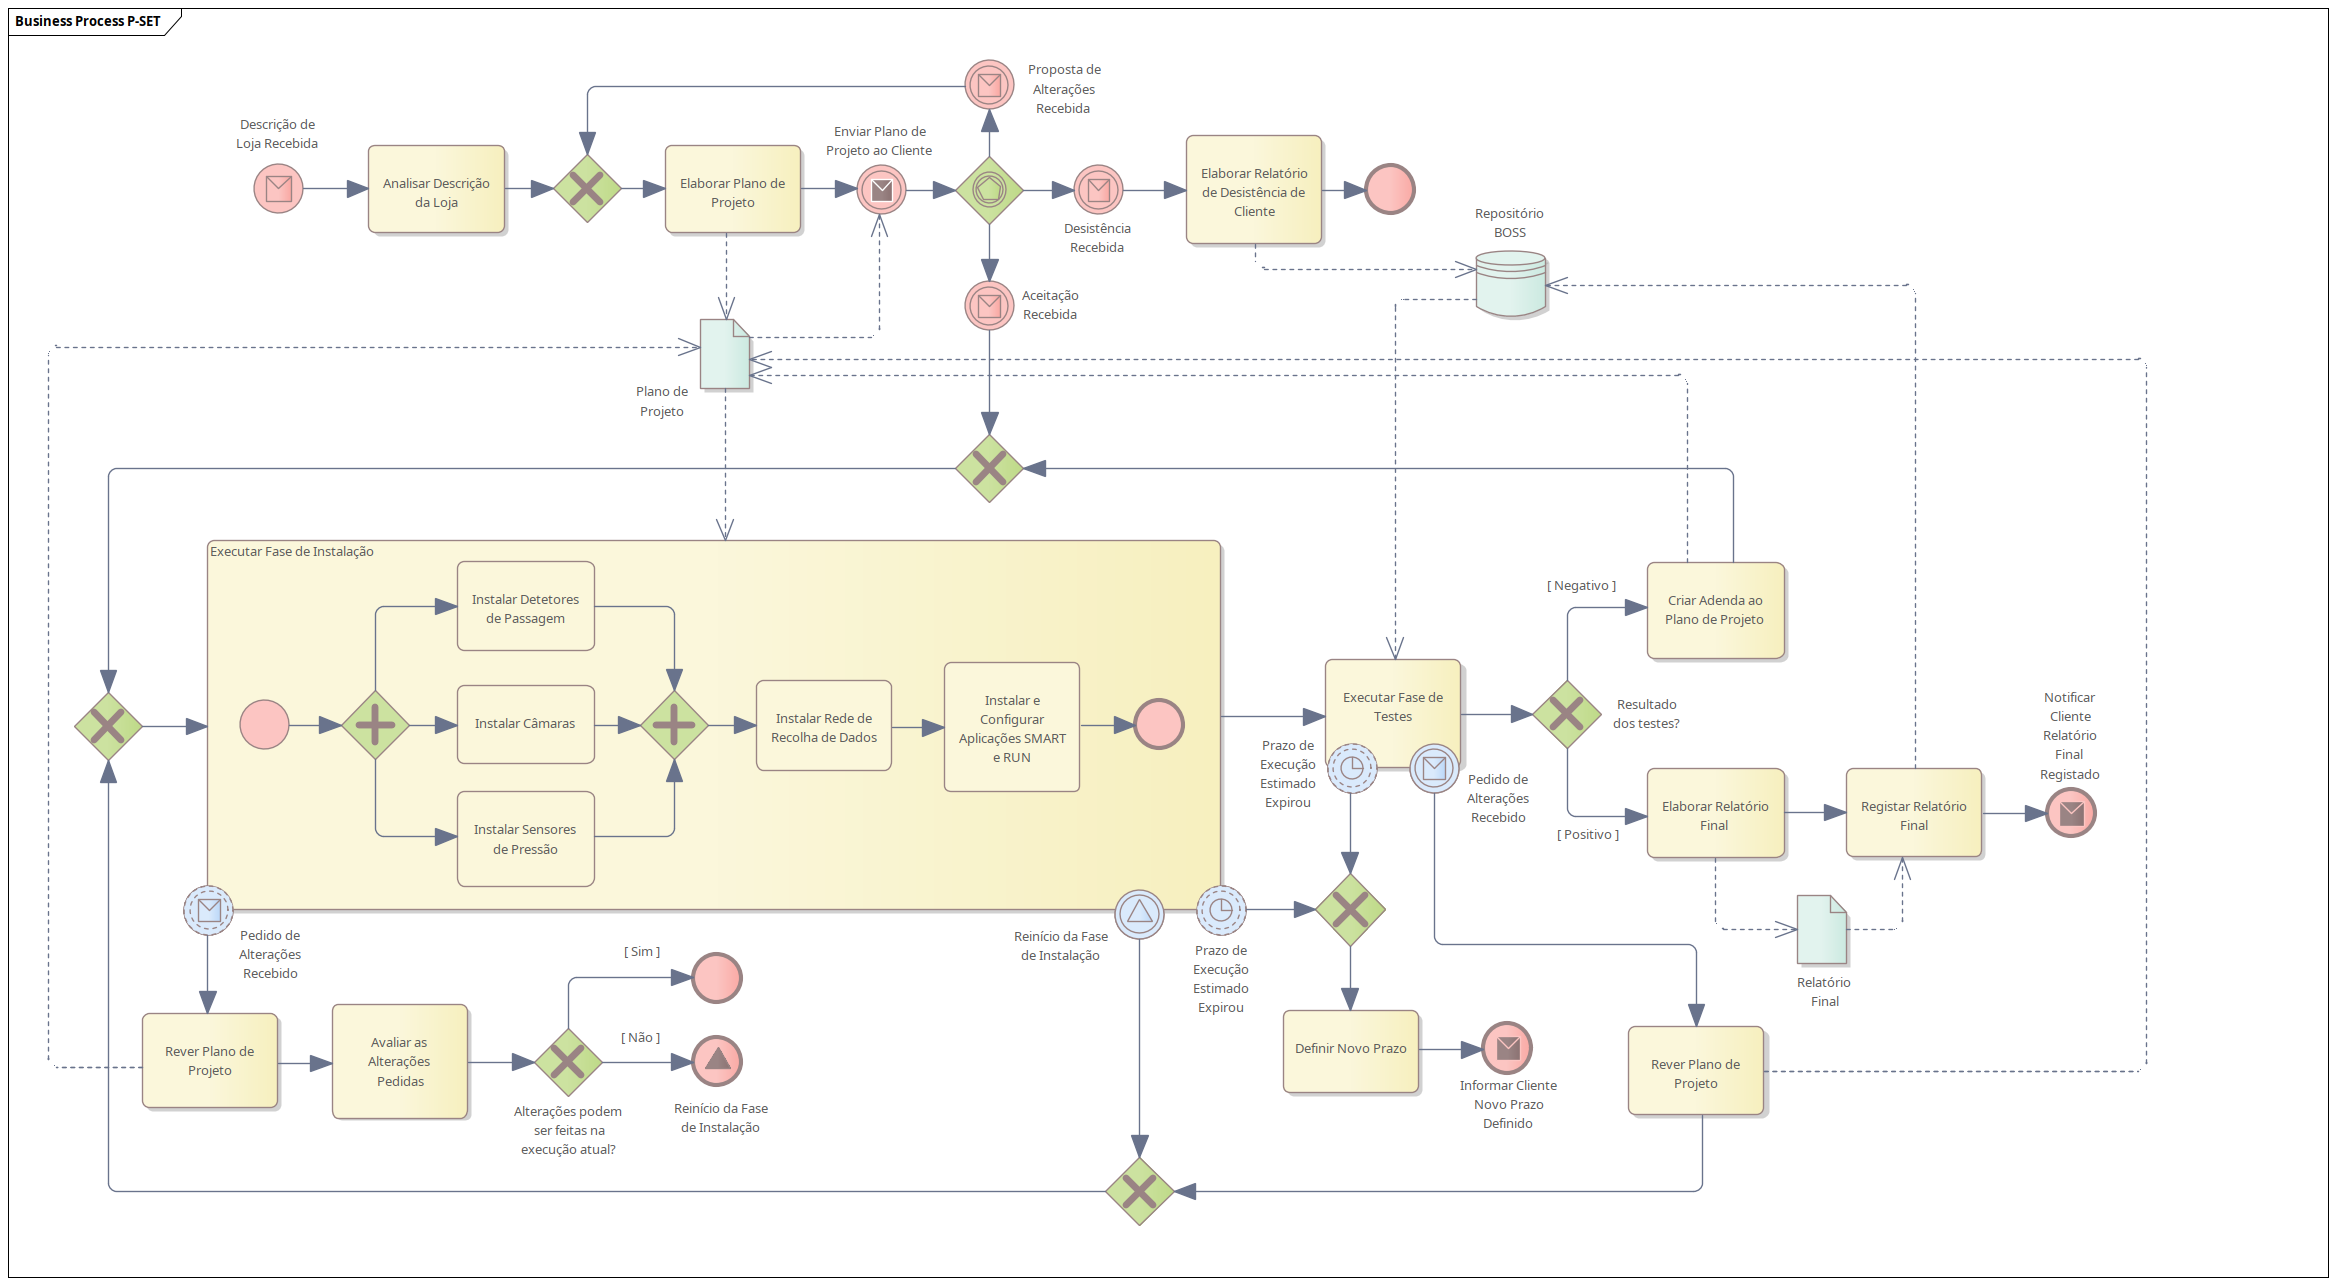 Business Process P-SET
Proposta de
Alterações
Recebida
Descrição de
Loja Recebida
Enviar Plano de
Projeto ao Cliente
Analisar Descrição
da Loja
Elaborar Plano de
Projeto
Desistência
Recebida
Elaborar Relatório
de Desistência de
Cliente
Repositório
BOSS
Aceitação
Recebida
Plano de
Projeto
Executar Fase de Instalação
Instalar Detetores
de Passagem
Instalar Câmaras
Instalar Sensores
de Pressão
Instalar Rede de
Recolha de Dados
Instalar e
Configurar
Aplicações SMART
e RUN
Executar Fase de
Testes
[ Negativo ]
Criar Adenda ao
Plano de Projeto
Resultado
dos testes?
[ Positivo ]
Elaborar Relatório
Final
Registar Relatório
Final
Notificar
Cliente
Relatório
Final
Registado
Prazo de
Execução
Estimado
Expirou
Pedido de
Alterações
Recebido
Relatório
Final
Pedido de
Alterações
Recebido
Reinício da Fase
de Instalação
Prazo de
Execução
Estimado
Expirou
Rever Plano de
Projeto
Avaliar as
Alterações
Pedidas
[ Sim ]
[ Não ]
Alterações podem
ser feitas na
execução atual?
Reinício da Fase
de Instalação
Definir Novo Prazo
Informar Cliente
Novo Prazo
Definido
Rever Plano de
Projeto